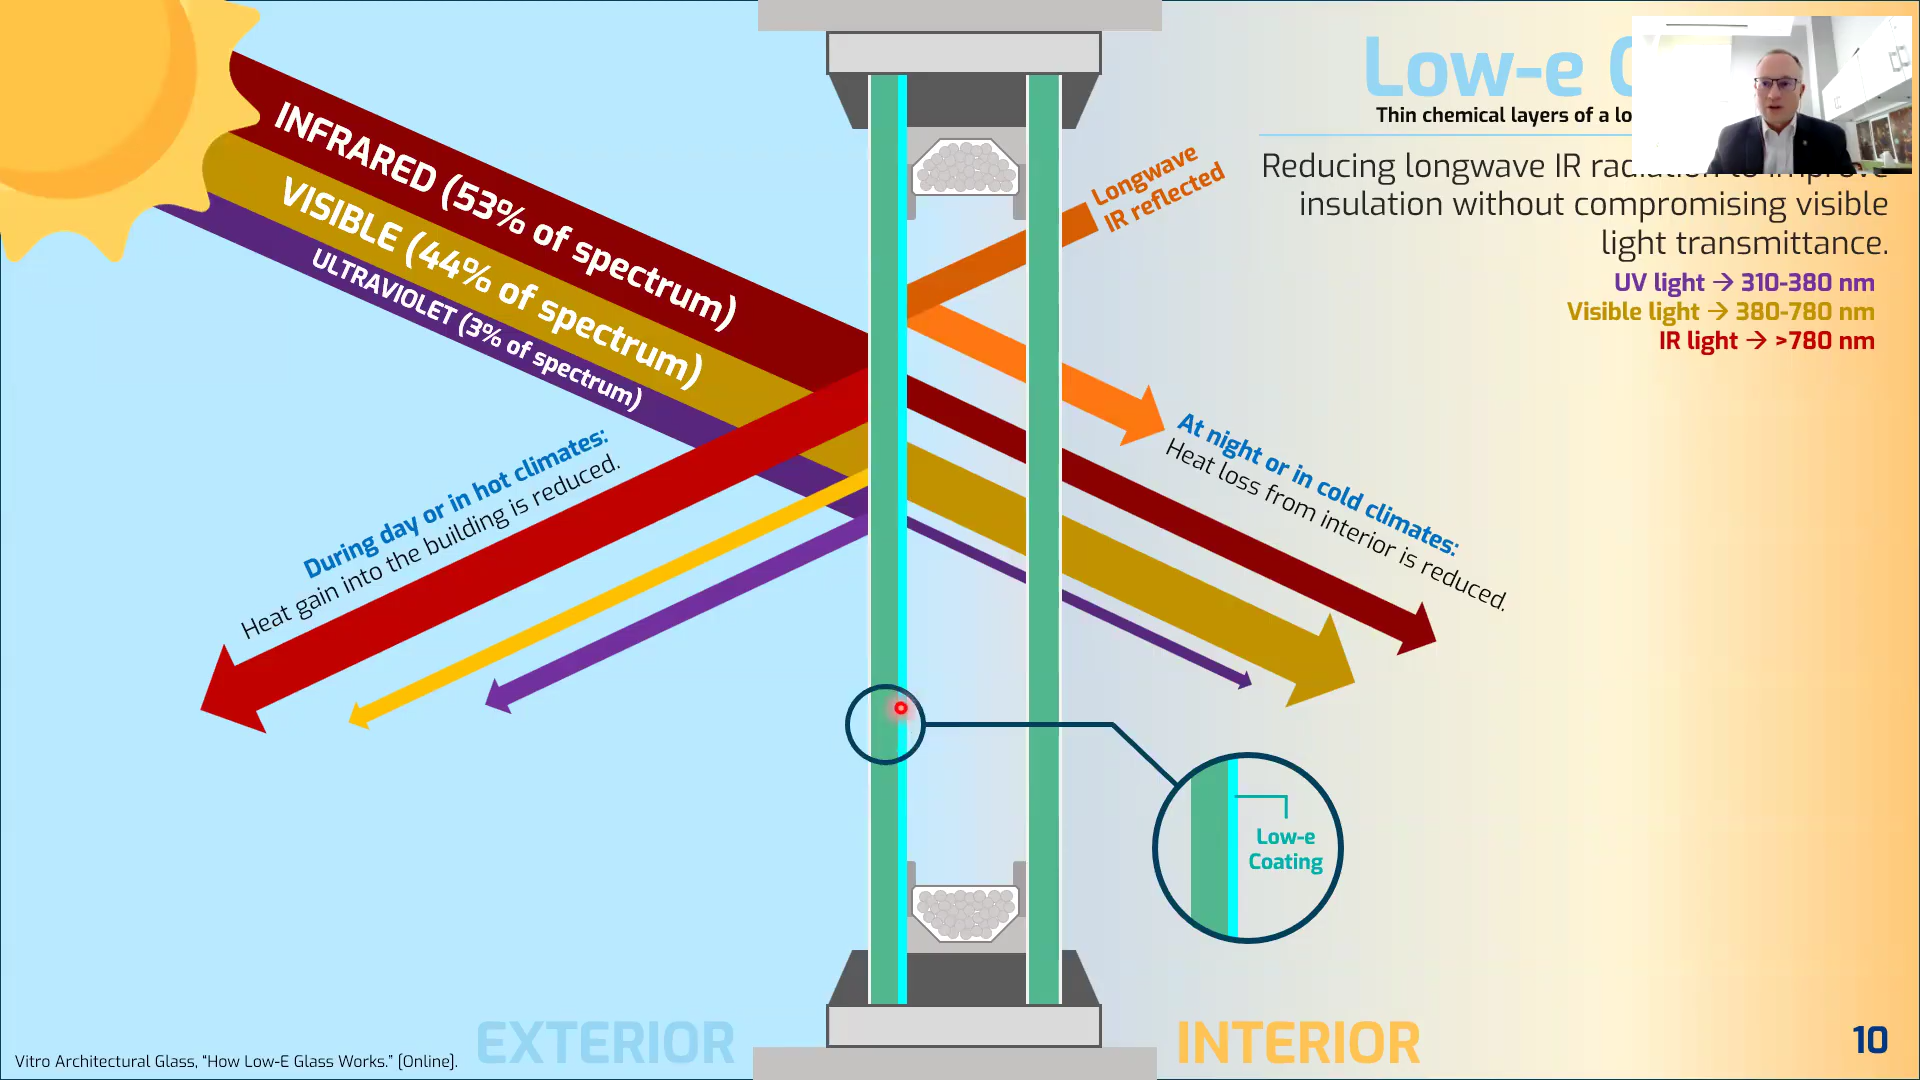 Low-e
Thin chemical layers of a
Reducing longwave IR
insulation without compromising visible
light transmittance.
UV light → 310-380 nm
Visible light → 380-780 nm
IR light → >780 nm
INFRARED (53% of spectrum)
VISIBLE (44% of spectrum)
ULTRAVIOLET (3% of spectrum)
Longwave
IR reflected
During day or in hot climates:
Heat gain into the building is reduced.
At night or in cold climates:
Heat loss from interior is reduced.
Low-e
Coating
EXTERIOR
INTERIOR
Vitro Architectural Glass, “How Low-E Glass Works.” [Online].
10